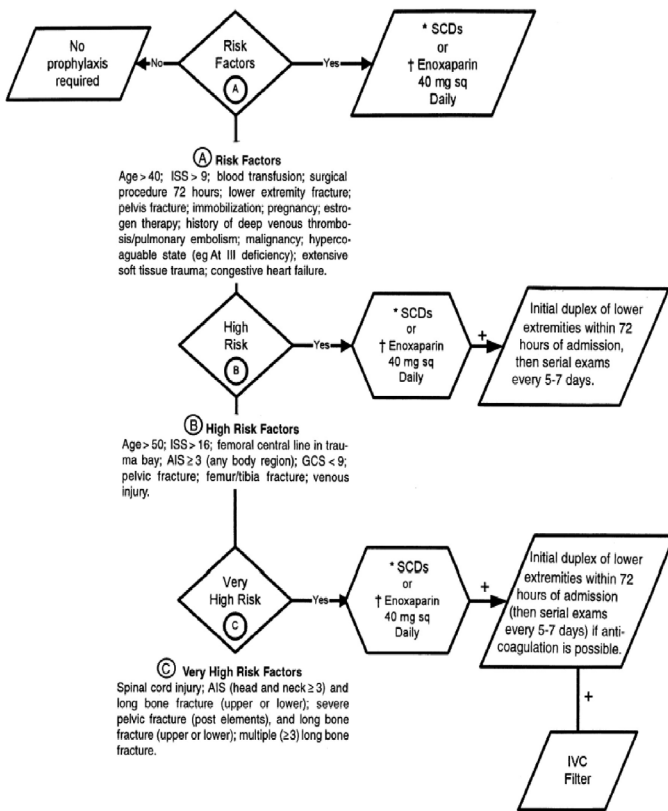 No
prophylaxis
required
No
Risk
Factors
A
Yes
* SCDs
or
† Enoxaparin
40 mg sq
Daily
A Risk Factors
Age > 40; ISS > 9; blood transfusion; surgical
procedure 72 hours; lower extremity fracture;
pelvis fracture; immobilization; pregnancy; estro-
gen therapy; history of deep venous thrombo-
sis/pulmonary embolism; malignancy; hyperco-
aguable state (eg At III deficiency); extensive
soft tissue trauma; congestive heart failure.
High
Risk
B
Yes
* SCDs
or
† Enoxaparin
40 mg sq
Daily
+
Initial duplex of lower
extremities within 72
hours of admission,
then serial exams
every 5-7 days.
B High Risk Factors
Age > 50; ISS > 16; femoral central line in trau-
ma bay; AIS ≥ 3 (any body region); GCS < 9;
pelvic fracture; femur/tibia fracture; venous
injury.
Very
High Risk
C
Yes
* SCDs
or
† Enoxaparin
40 mg sq
Daily
+
Initial duplex of lower
extremities within 72
hours of admission
(then serial exams
every 5-7 days) if anti-
coagulation is possible.
C Very High Risk Factors
Spinal cord injury; AIS (head and neck ≥ 3) and
long bone fracture (upper or lower); severe
pelvic fracture (post elements), and long bone
fracture (upper or lower); multiple (≥3) long bone
fracture.
+
IVC
Filter